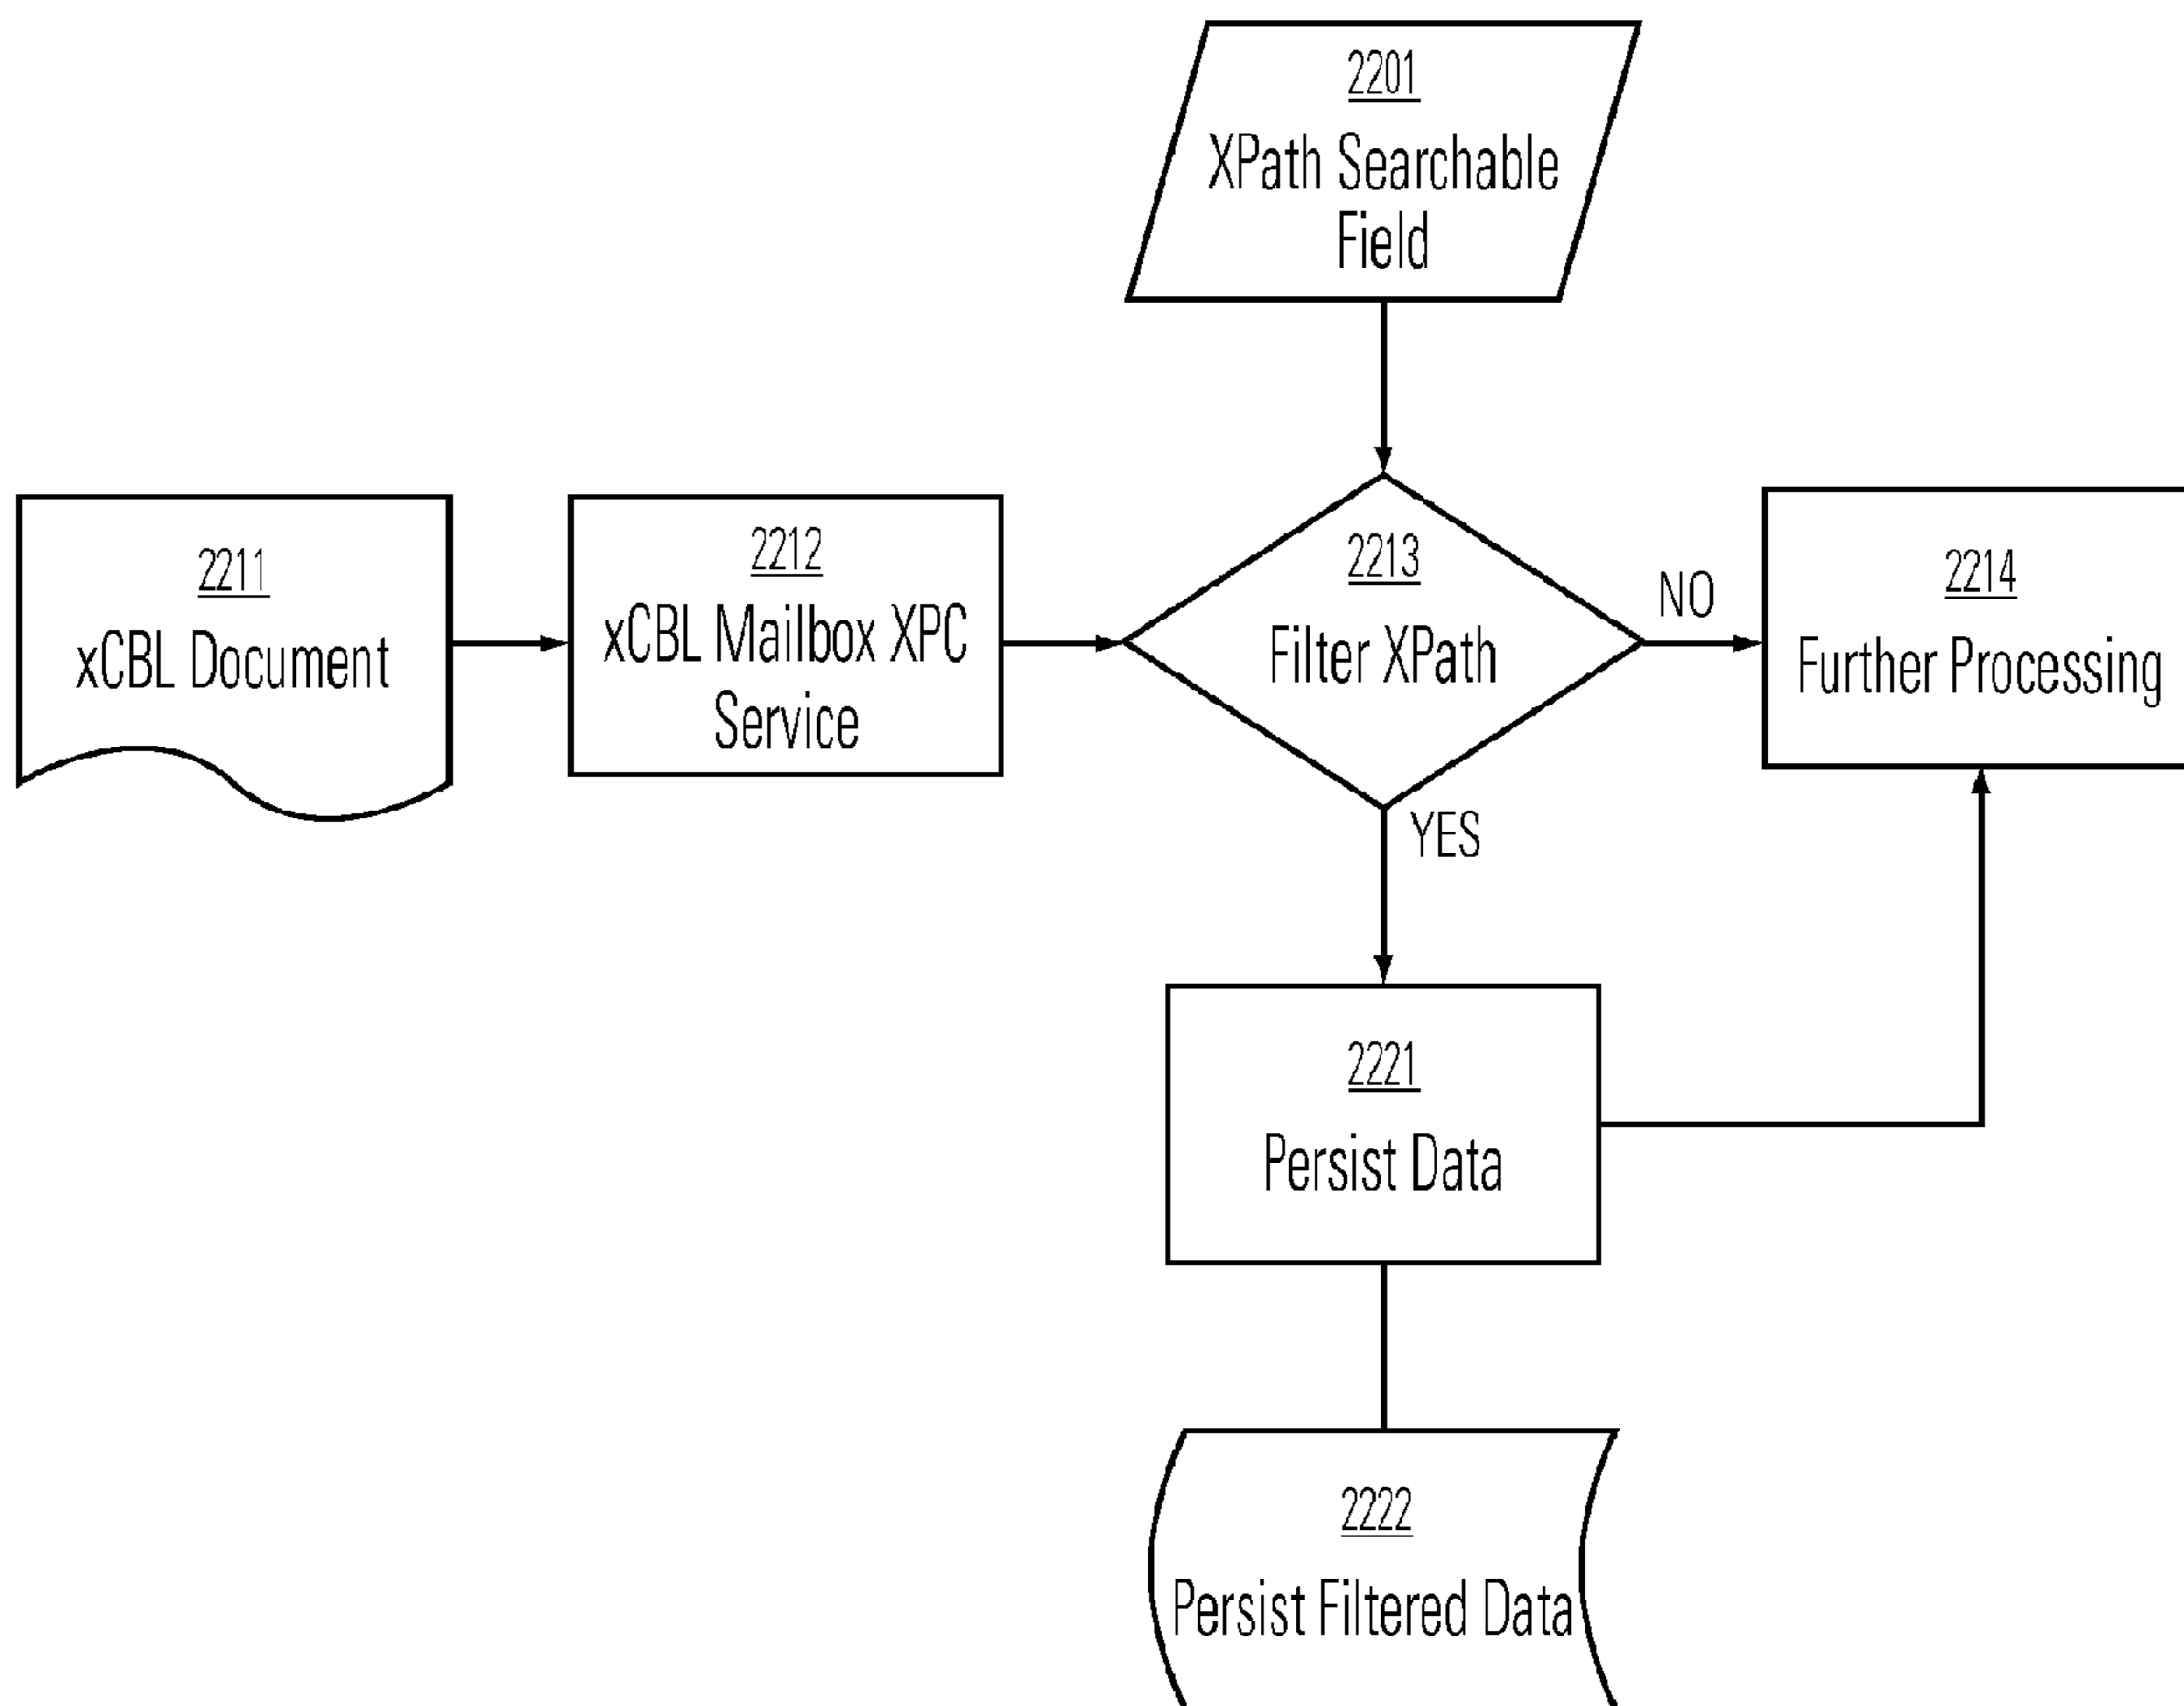 2201
XPath Searchable
Field
2211
xCBL Document
2212
xCBL Mailbox XPC
Service
2213
Filter XPath
NO
2214
Further Processing
YES
2221
Persist Data
2222
Persist Filtered Data